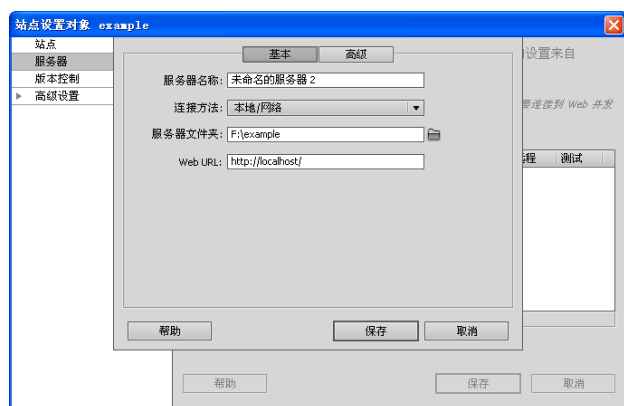 站点设置对象 example
站点
服务器
版本控制
高级设置
基本 高级
服务器名称: 未命名的服务器 2
连接方法: 本地/网络
服务器文件夹: F:\example
Web URL: http://localhost/
帮助 保存 取消
设置来自
要连接到 Web 并发
程 测试
帮助 保存 取消